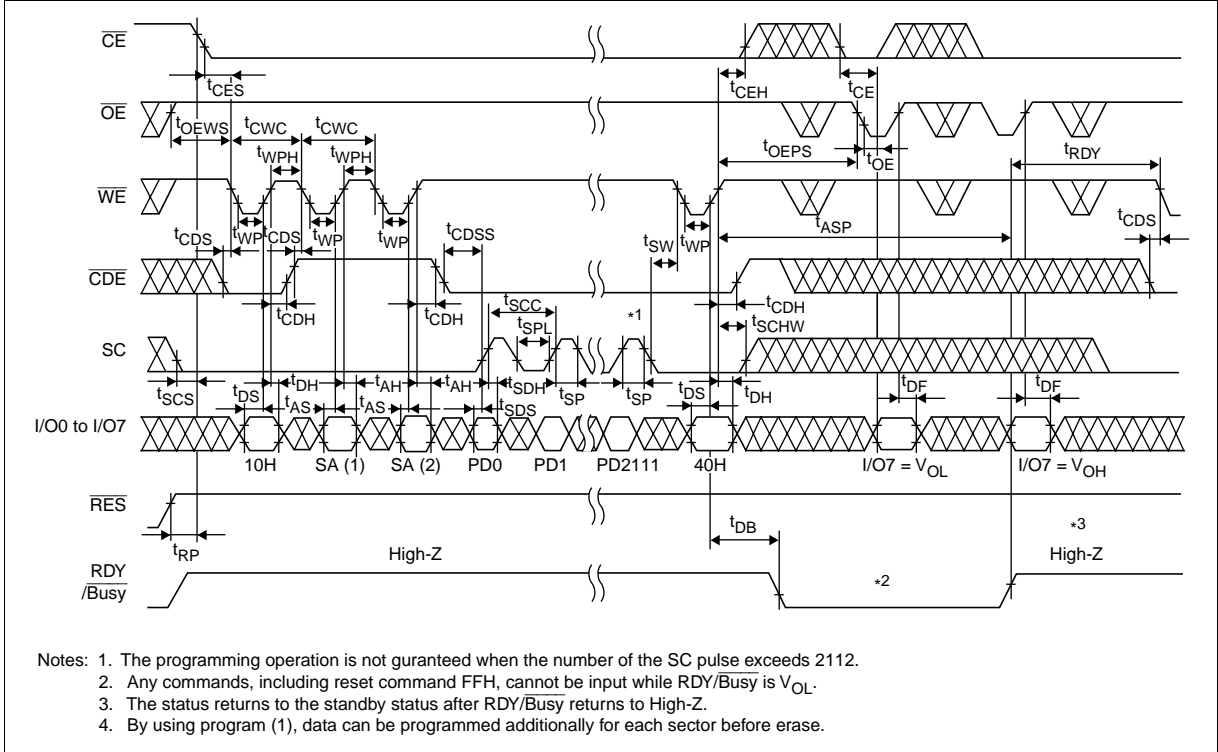 CE
tCES
tCEH
tCE
OE
tOEWS
tCWC
tCWC
tWPH
tWPH
tOEPS
tOE
tRDY
WE
tCDS
tWP
tCDS
tWP
tWP
tCDSS
tSW
tWP
tASP
tCDS
CDE
tCDH
tCDH
tSCC
tSPL
*1
tCDH
tSCHW
SC
tSCS
tDS
tDH
tAS
tAH
tAS
tAH
tSDH
tSDS
tSP
tSP
tDS
tDH
tDF
tDF
I/O0 to I/O7
10H
SA (1)
SA (2)
PD0
PD1
PD2111
40H
I/O7 = VOL
I/O7 = VOH
RES
tRP
tDB
*3
High-Z
High-Z
RDY
/Busy
*2
Notes: 1. The programming operation is not guranteed when the number of the SC pulse exceeds 2112.
2. Any commands, including reset command FFH, cannot be input while RDY/Busy is VOL.
3. The status returns to the standby status after RDY/Busy returns to High-Z.
4. By using program (1), data can be programmed additionally for each sector before erase.